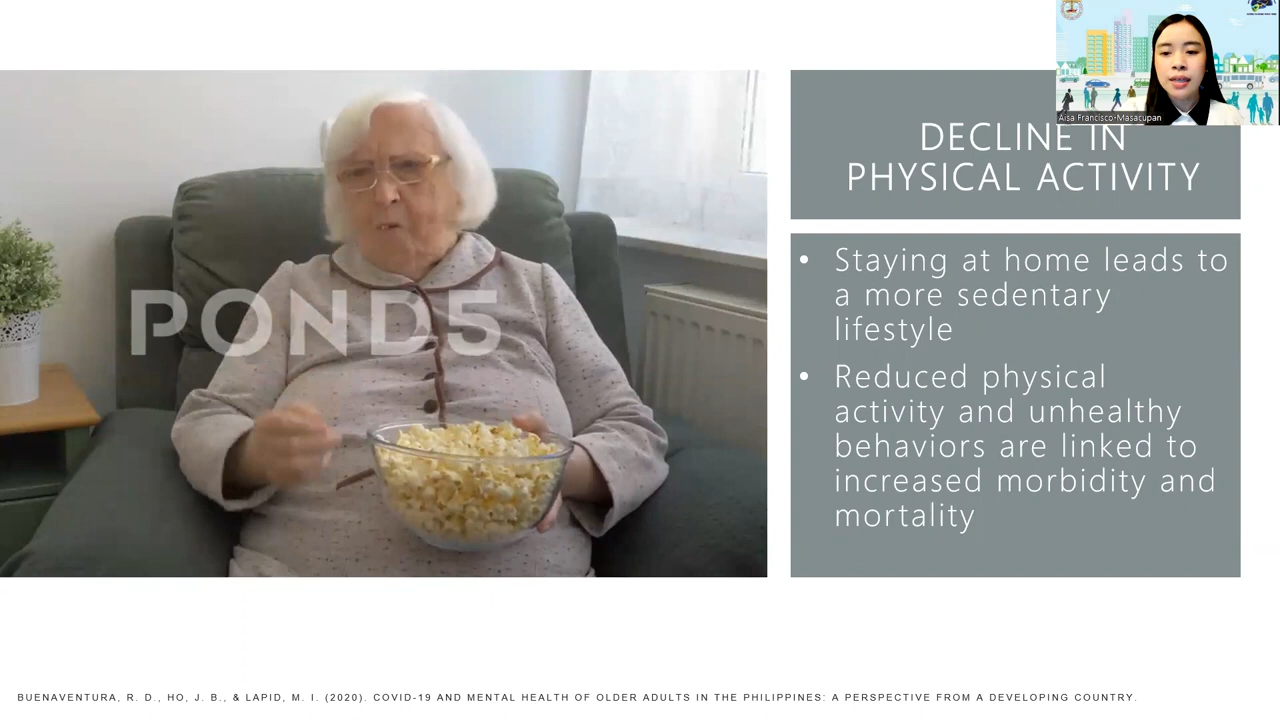 Aisa Francisco-Masacupan
DECLINE IN
PHYSICAL ACTIVITY
POND5
• Staying at home leads to
a more sedentary
lifestyle
• Reduced physical
activity and unhealthy
behaviors are linked to
increased morbidity and
mortality
BUENAVENTURA, R. D., HO, J. B., & LAPID, M. I. (2020). COVID-19 AND MENTAL HEALTH OF OLDER ADULTS IN THE PHILIPPINES: A PERSPECTIVE FROM A DEVELOPING COUNTRY.